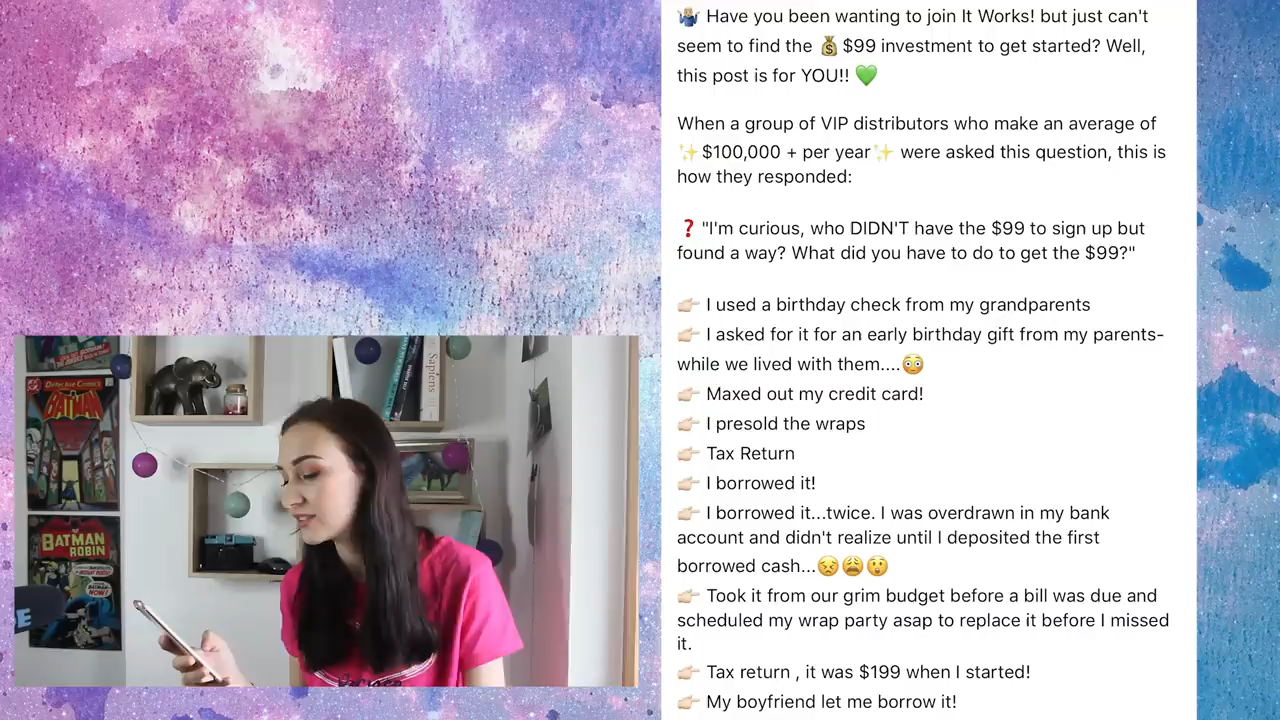 🤷🏼‍♂️ Have you been wanting to join It Works! but just can't
seem to find the 💰 $99 investment to get started? Well,
this post is for YOU!! 💚
When a group of VIP distributors who make an average of
✨$100,000 + per year✨ were asked this question, this is
how they responded:
❓"I'm curious, who DIDN'T have the $99 to sign up but
found a way? What did you have to do to get the $99?"
👉🏻 I used a birthday check from my grandparents
👉🏻 I asked for it for an early birthday gift from my parents-
while we lived with them....😳
👉🏻 Maxed out my credit card!
👉🏻 I presold the wraps
👉🏻 Tax Return
👉🏻 I borrowed it!
👉🏻 I borrowed it...twice. I was overdrawn in my bank
account and didn't realize until I deposited the first
borrowed cash...😣😩😲
👉🏻 Took it from our grim budget before a bill was due and
scheduled my wrap party asap to replace it before I missed
it.
👉🏻 Tax return , it was $199 when I started!
👉🏻 My boyfriend let me borrow it!
Detective Comics
BATMAN
Sapiens
BATMAN
ROBIN